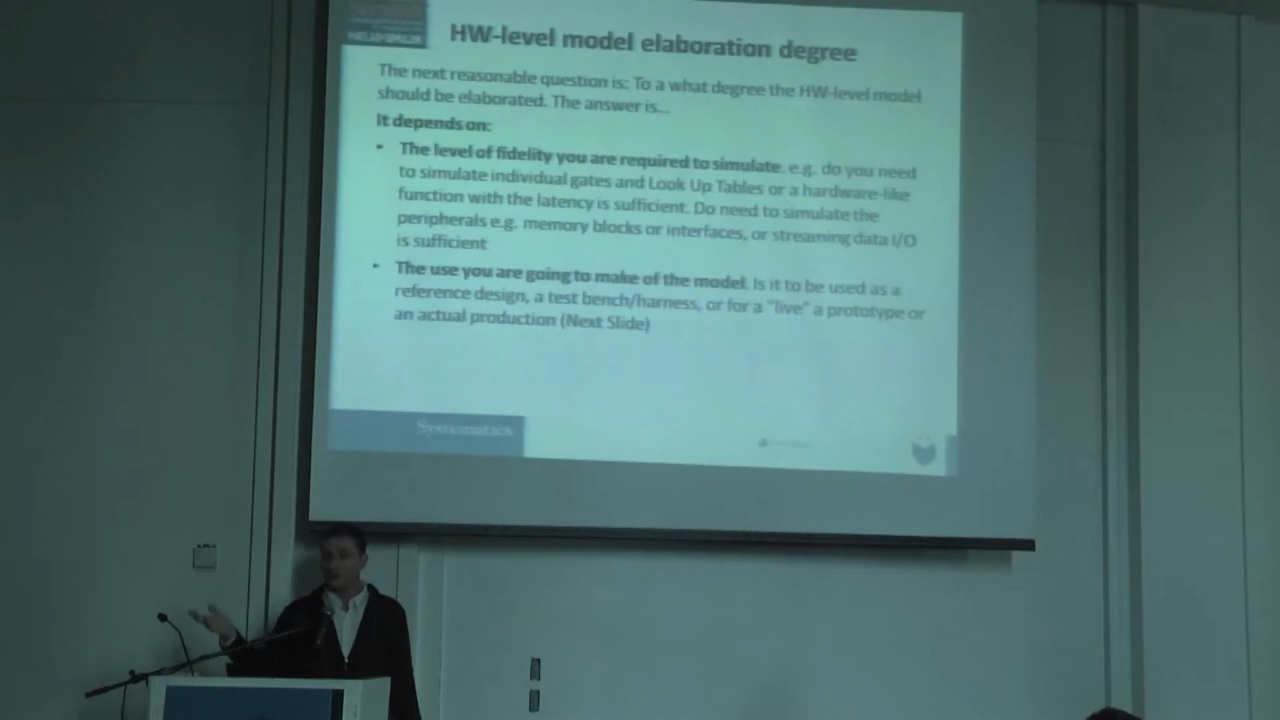 HW-level model elaboration degree
The next reasonable question is: To a what degree the HW-level model
should be elaborated. The answer is...
It depends on:
• The level of fidelity you are required to simulate. e.g. do you need
to simulate individual gates and Look Up Tables or a hardware-like
function with the latency is sufficient. Do need to simulate the
peripherals e.g. memory blocks or interfaces, or streaming data I/O
is sufficient
• The use you are going to make of the model. Is it to be used as a
reference design, a test bench/harness, or for a "live" a prototype or
an actual production (Next Slide)
Systematics